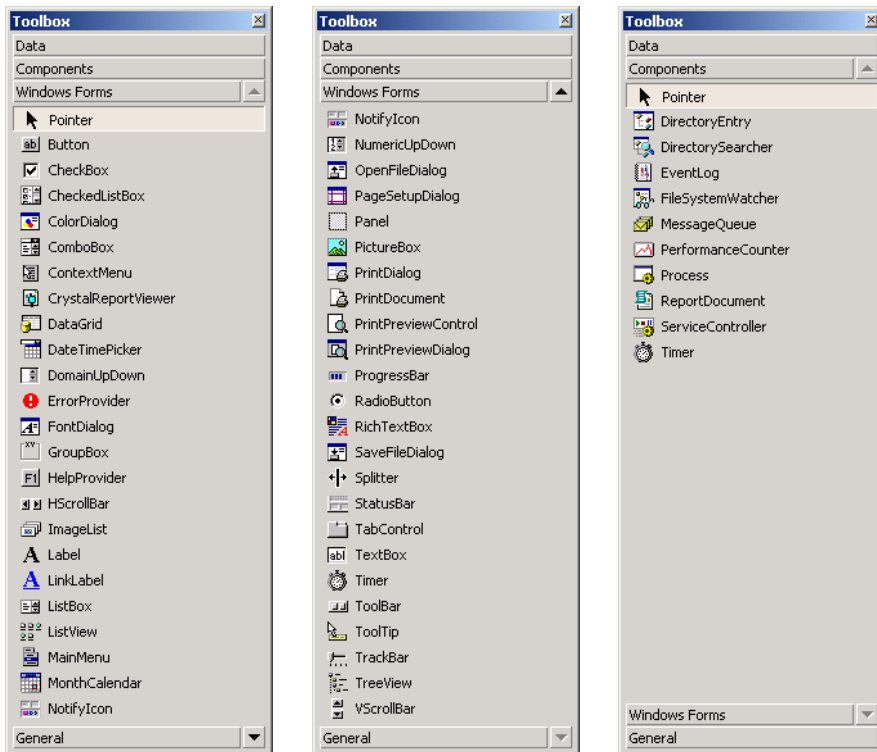 Toolbox
Data
Components
Windows Forms
Pointer
ab Button
CheckBox
CheckedListBox
ColorDialog
ComboBox
ContextMenu
CrystalReportViewer
DataGrid
DateTimePicker
DomainUpDown
ErrorProvider
FontDialog
XY GroupBox
F1 HelpProvider
HScrollBar
ImageList
A Label
A LinkLabel
ListBox
ListView
MainMenu
MonthCalendar
NotifyIcon
General
Toolbox
Data
Components
Windows Forms
NotifyIcon
NumericUpDown
OpenFileDialog
PageSetupDialog
Panel
PictureBox
PrintDialog
PrintDocument
PrintPreviewControl
PrintPreviewDialog
ProgressBar
RadioButton
RichTextBox
SaveFileDialog
Splitter
StatusBar
TabControl
abl TextBox
Timer
ToolBar
ToolTip
TrackBar
TreeView
VScrollBar
General
Toolbox
Data
Components
Pointer
DirectoryEntry
DirectorySearcher
EventLog
FileSystemWatcher
MessageQueue
PerformanceCounter
Process
ReportDocument
ServiceController
Timer
Windows Forms
General